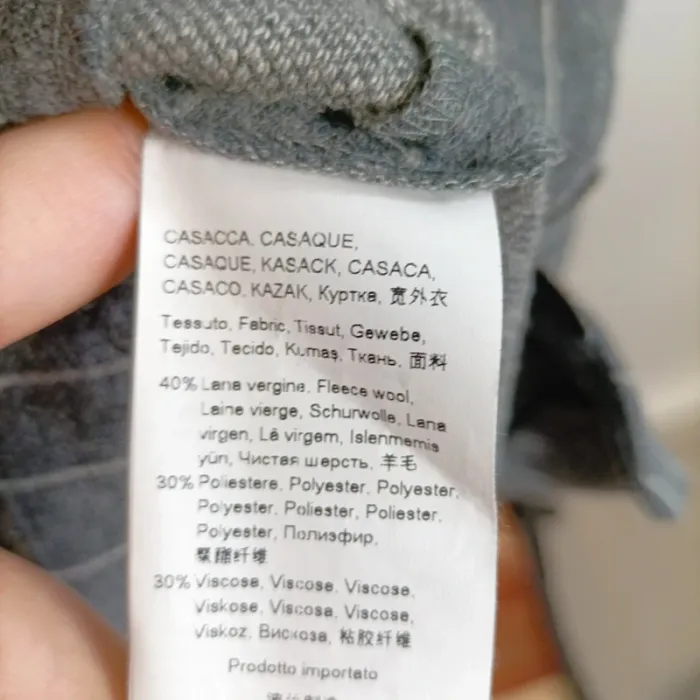 CASACCA. CASAQUE,
CASAQUE, KASACK, CASACA,
CASACO, KAZAK, Куртка, 宽外衣
Tessuto, Fabric, Tissut, Gewebe,
Tejido, Tecido, Kumaş, Ткань, 面料
40% Lana vergine, Fleece wool,
Laine vierge, Schurwolle, Lana
virgen, Lã virgem, Islenmemis
yün, Чистая шерсть, 羊毛
30% Poliestere, Polyester, Polyester,
Polyester, Poliester, Poliester,
Polyester, Полиэфир,
聚酯纤维
30% Viscosa, Viscose, Viscose,
Viskose, Viscosa, Viscose,
Viskoz, Вискоза, 粘胶纤维
Prodotto importato